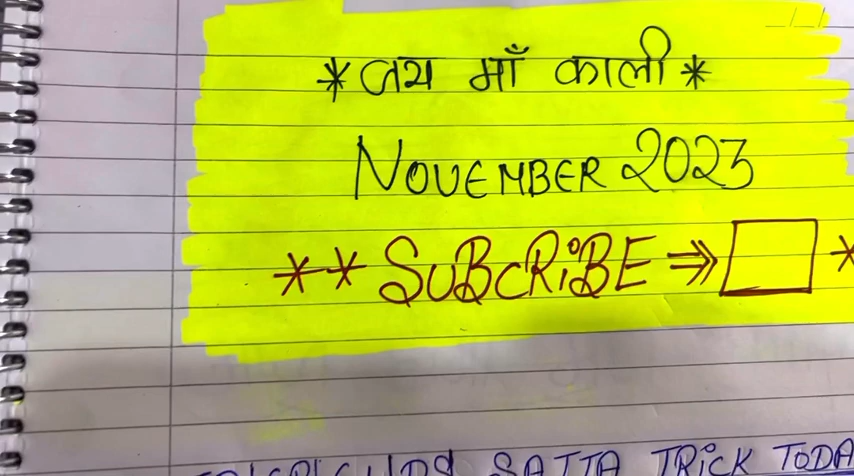 *जय माँ काली*
NOVEMBER 2023
** SUBCRIBE ⇒ *
SATTA TRICK TODA